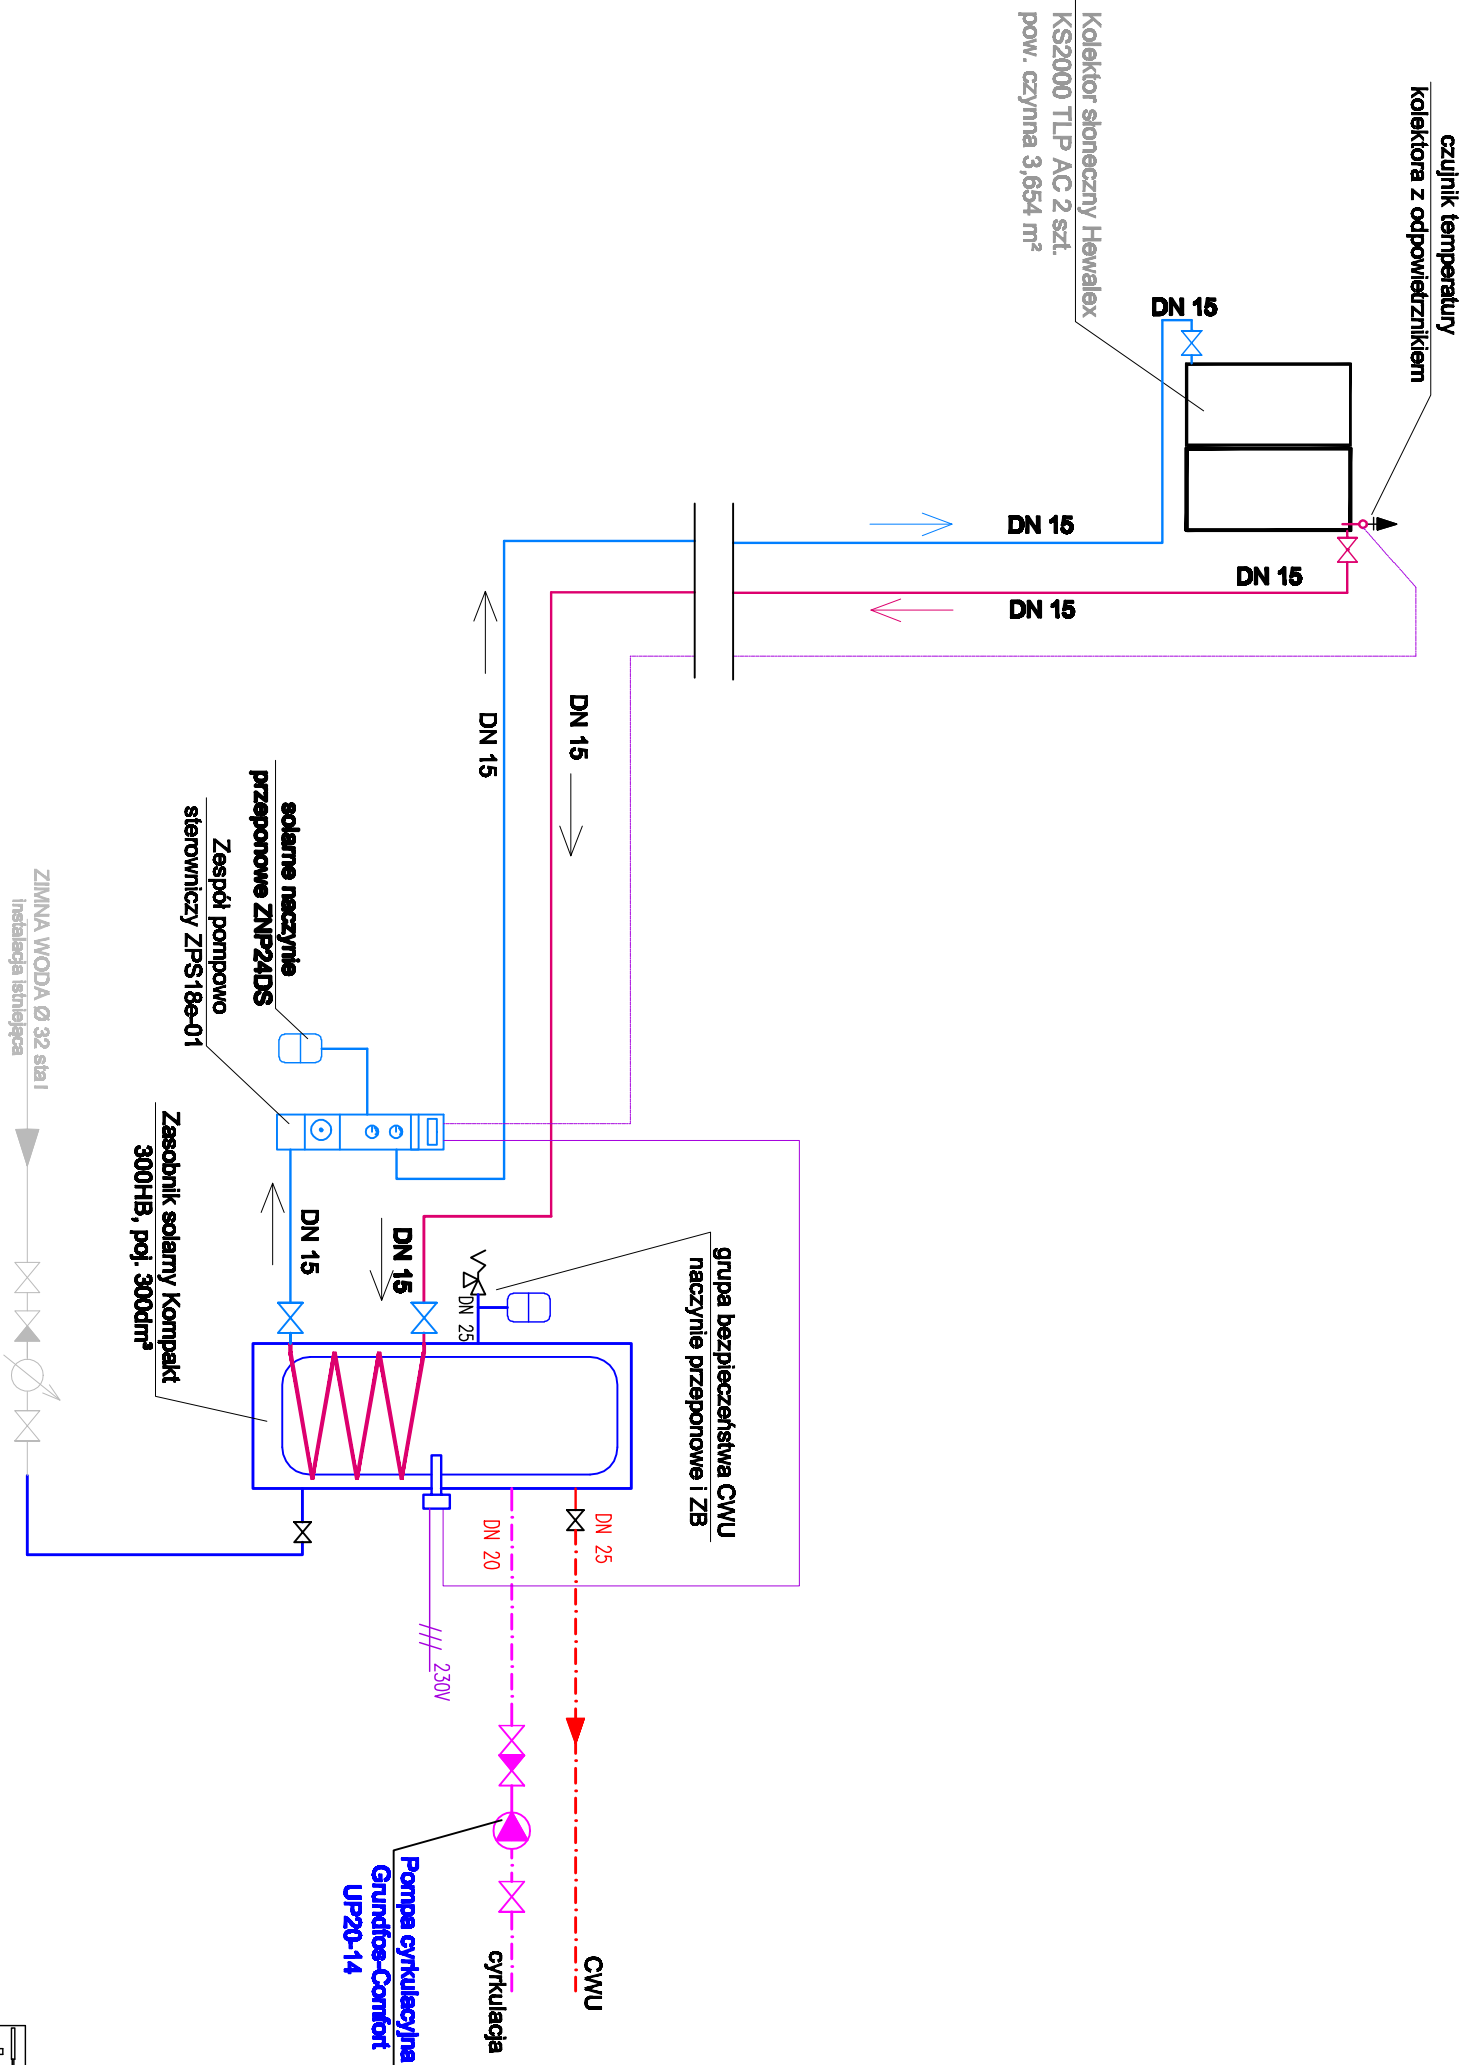 czujnik temperatury
kolektora z odpowietrznikiem
Kolektor słoneczny Hewalex
KS2000 TLP AC 2 szt.
pow. czynna 3,654 m²
DN 15
DN 15
DN 15
DN 15
DN 15
DN 15
solarne naczynie
przeponowe ZNP24DS
Zespół pompowo
sterowniczy ZPS18e-01
ZIMNA WODA Ø 32 stal
instalacja istniejąca
Zasobnik solarny Kompakt
300HB, poj. 300dm³
DN 15
DN 15
DN 25
grupa bezpieczeństwa CWU
naczynie przeponowe i ZB
DN 25
DN 20
230V
Pompa cyrkulacyjna
Grundfos-Comfort
UP20-14
CWU
cyrkulacja